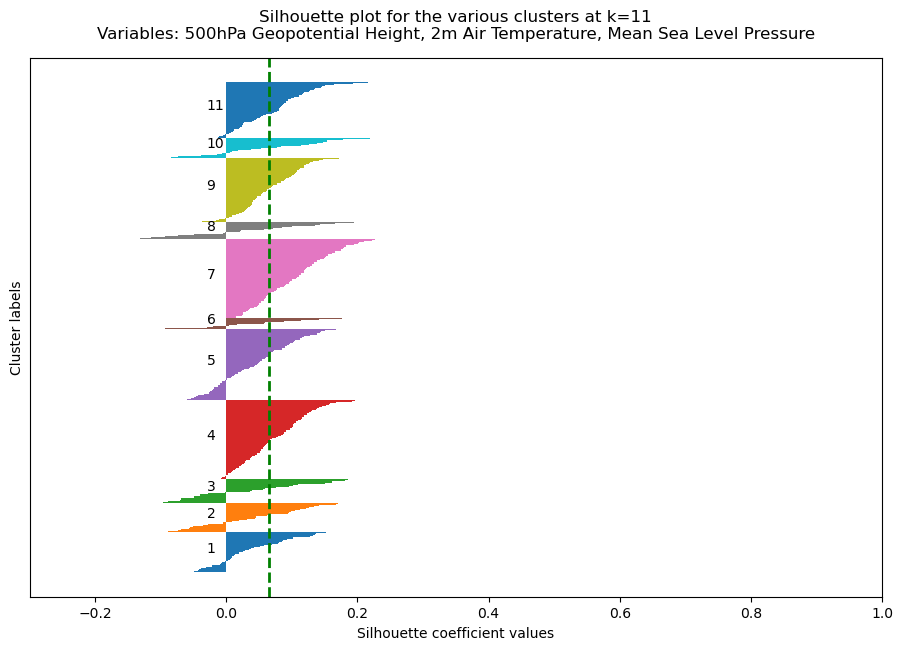 Silhouette plot for the various clusters at k=11
Variables: 500hPa Geopotential Height, 2m Air Temperature, Mean Sea Level Pressure
Cluster labels
11
10
9
8
7
6
5
4
3
2
1
−0.2 0.0 0.2 0.4 0.6 0.8 1.0
Silhouette coefficient values